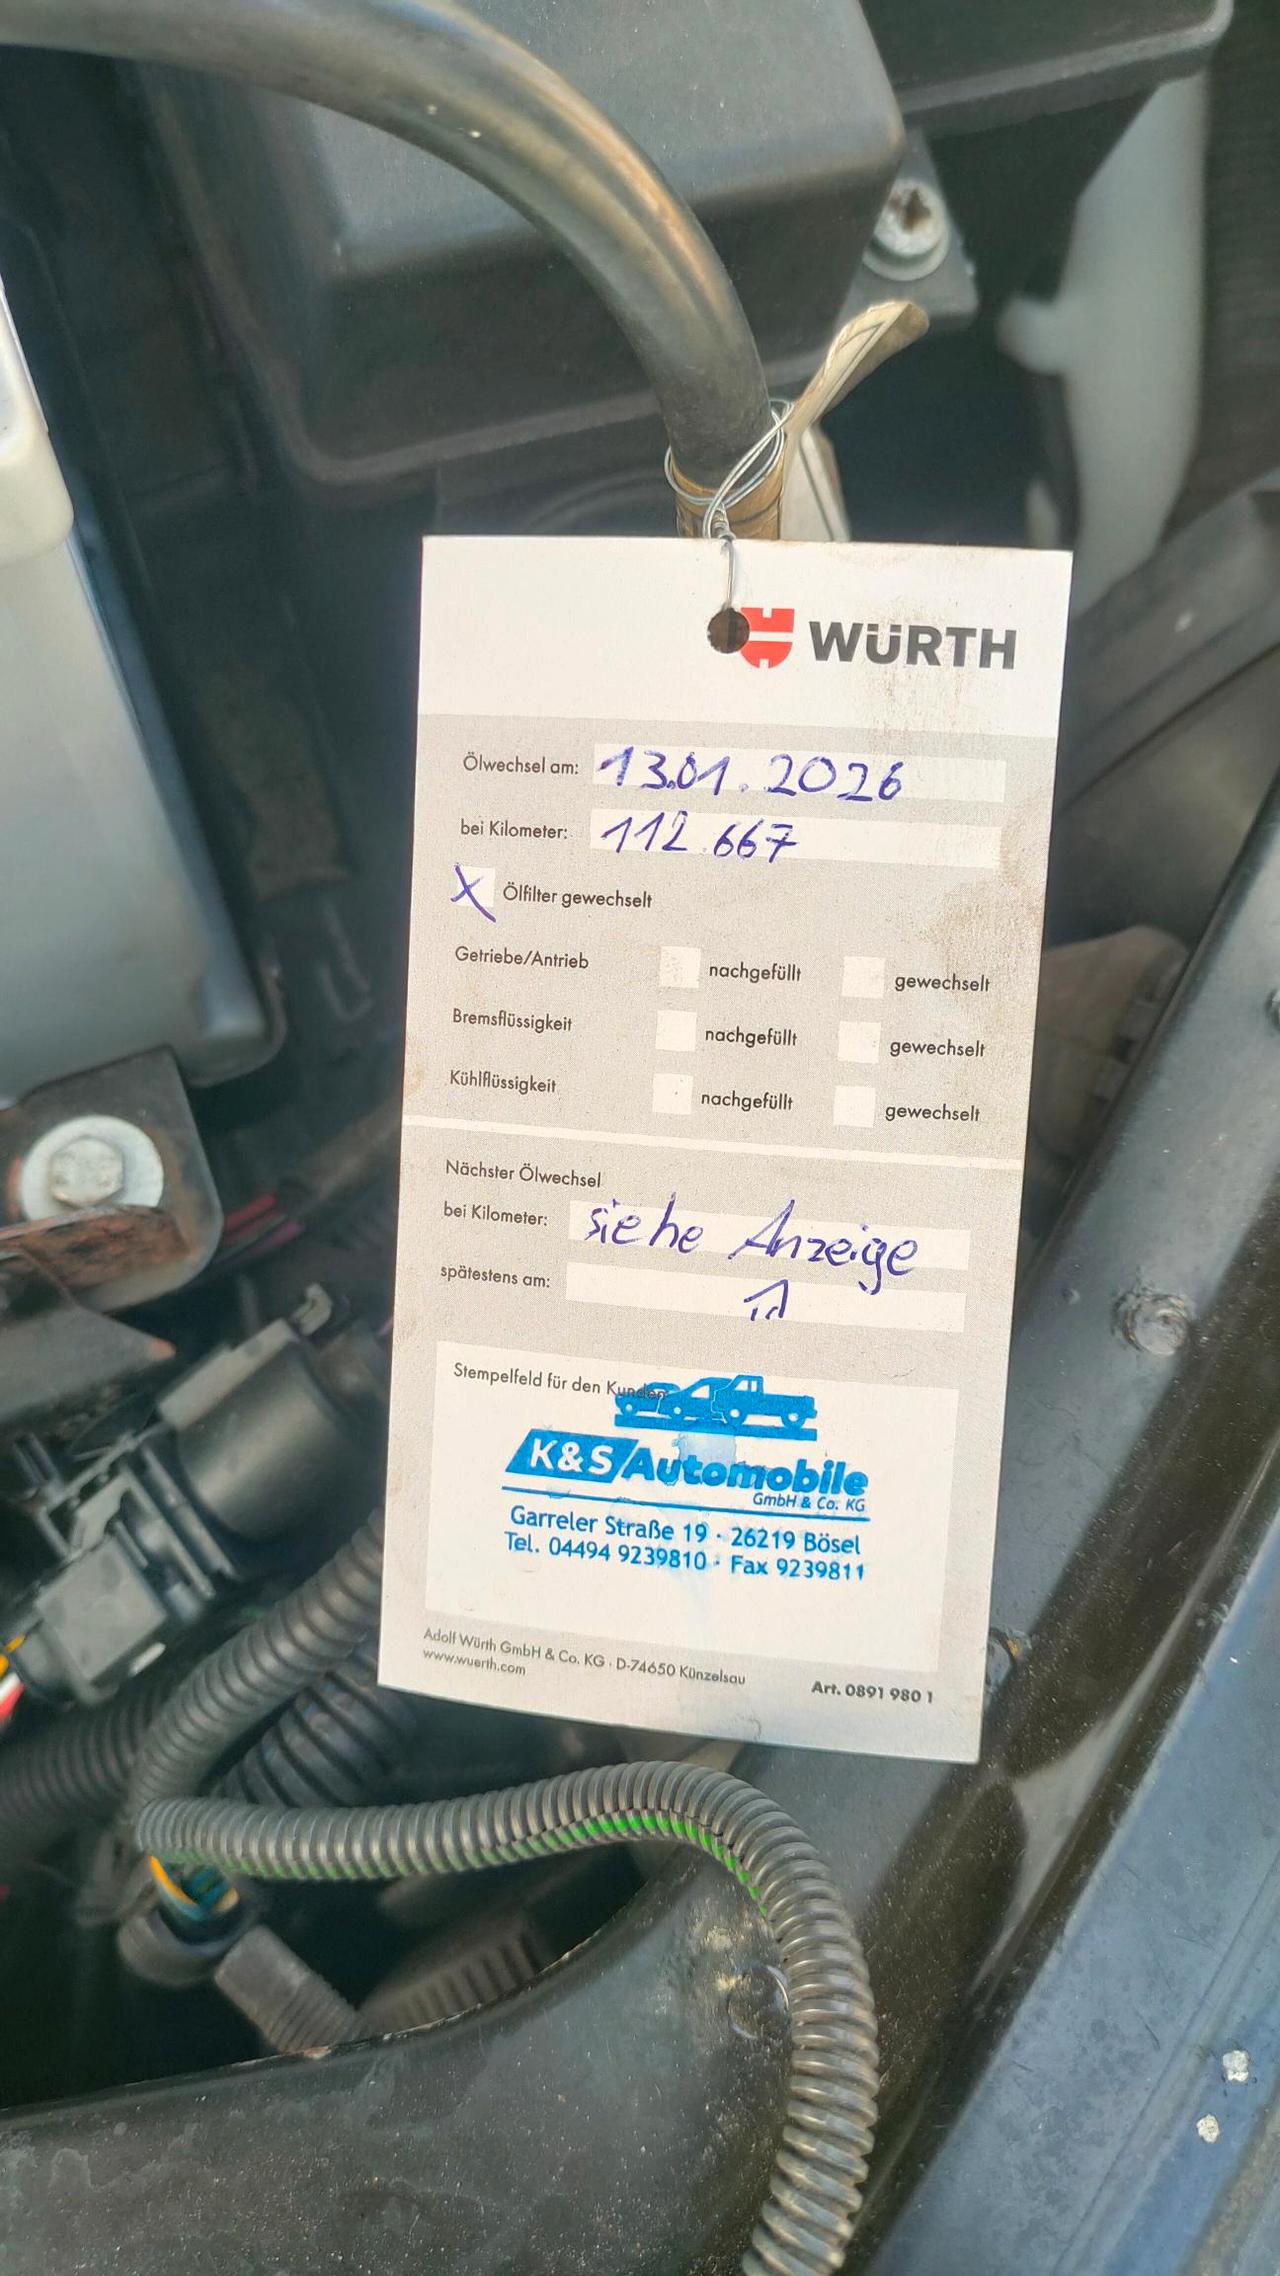 WÜRTH
Ölwechsel am: 13.01.2026
bei Kilometer: 112.667
X Ölfilter gewechselt
Getriebe/Antrieb nachgefüllt gewechselt
Bremsflüssigkeit nachgefüllt gewechselt
Kühlflüssigkeit nachgefüllt gewechselt
Nächster Ölwechsel
bei Kilometer: siehe Anzeige
spätestens am:
Stempelfeld für den Kunden
K&S Automobile
GmbH & Co. KG
Garreler Straße 19 · 26219 Bösel
Tel. 04494 9239810 · Fax 9239811
Adolf Würth GmbH & Co. KG · D-74650 Künzelsau
www.wuerth.com
Art. 0891 980 1